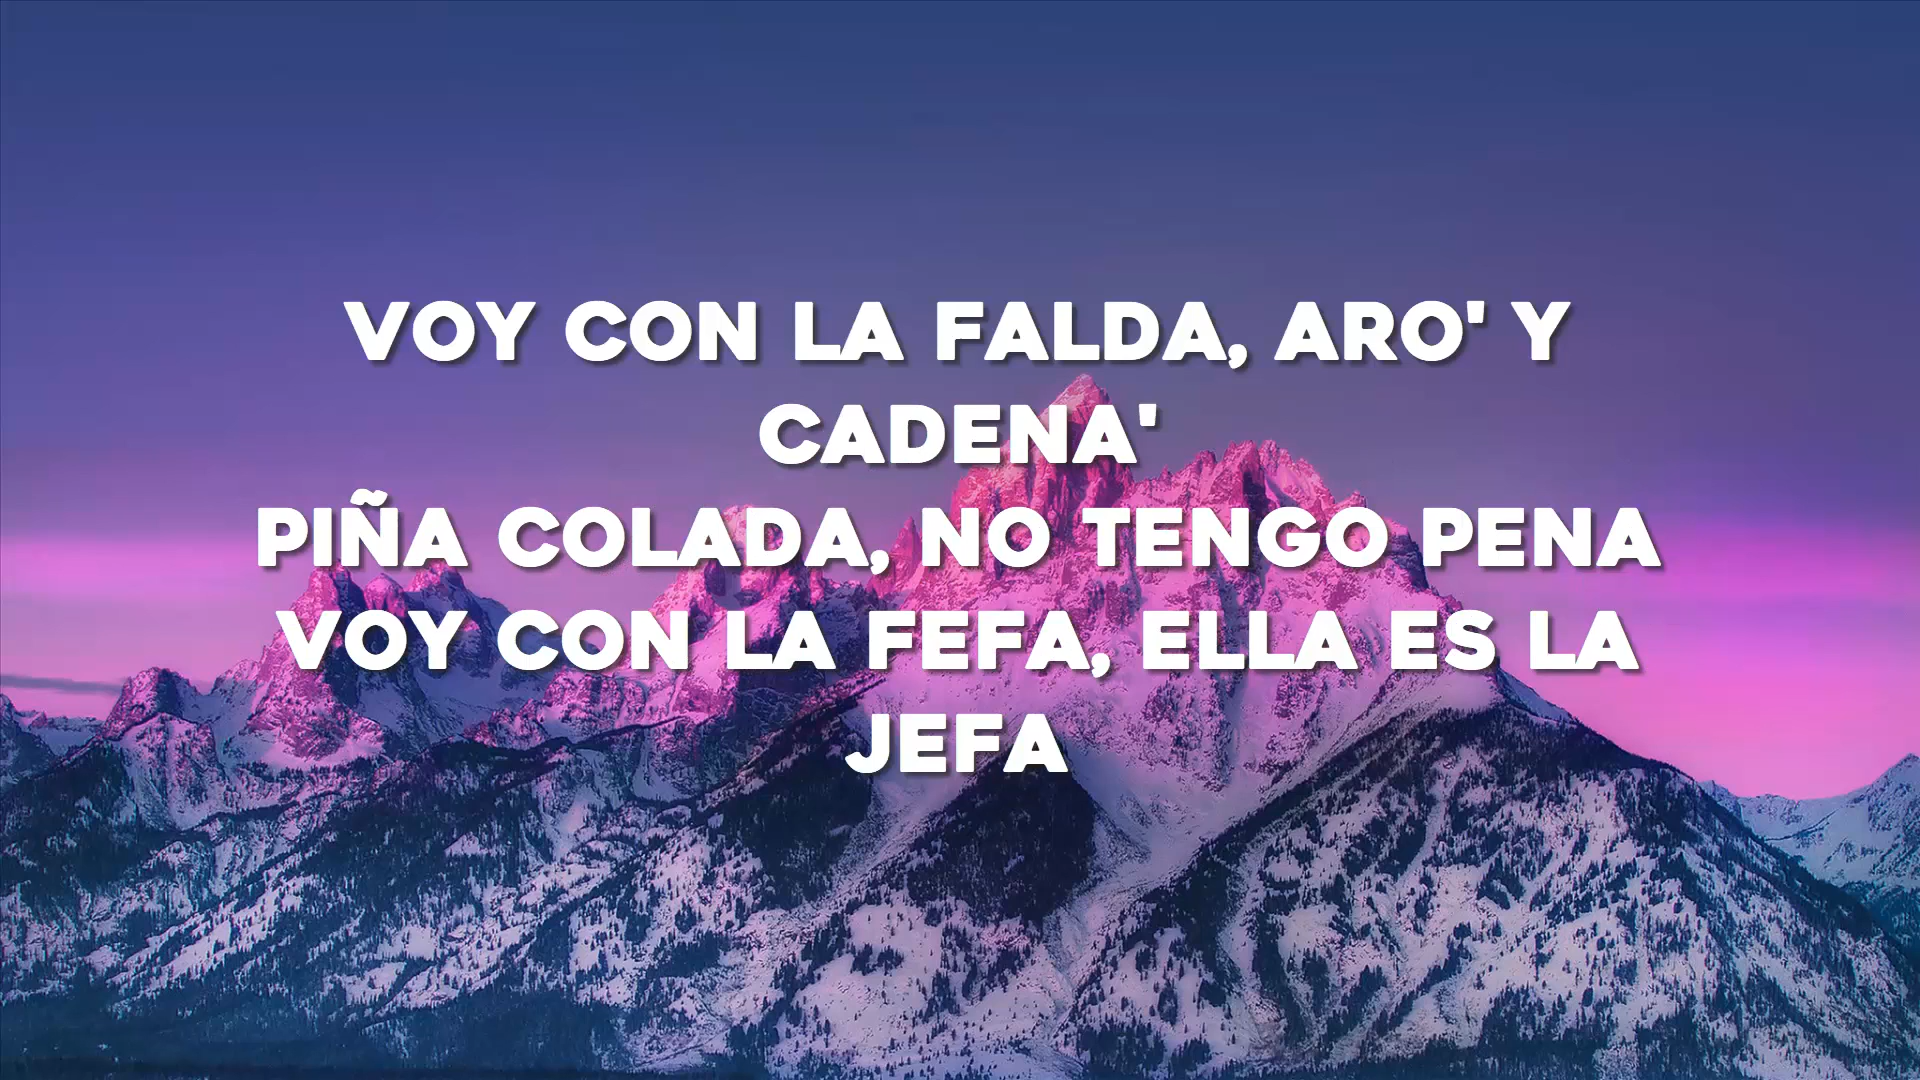 VOY CON LA FALDA, ARO' Y
CADENA'
PIÑA COLADA, NO TENGO PENA
VOY CON LA FEFA, ELLA ES LA
JEFA